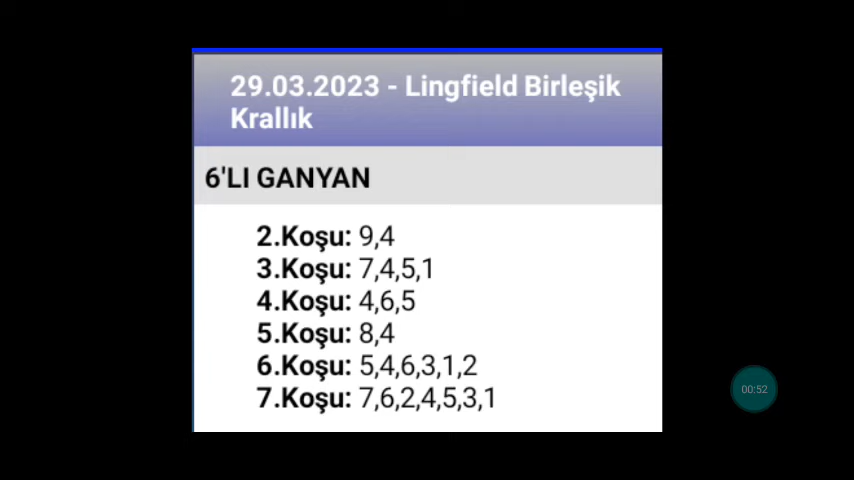 29.03.2023 - Lingfield Birleşik
Krallık
6'LI GANYAN
2.Koşu: 9,4
3.Koşu: 7,4,5,1
4.Koşu: 4,6,5
5.Koşu: 8,4
6.Koşu: 5,4,6,3,1,2
7.Koşu: 7,6,2,4,5,3,1
00:52